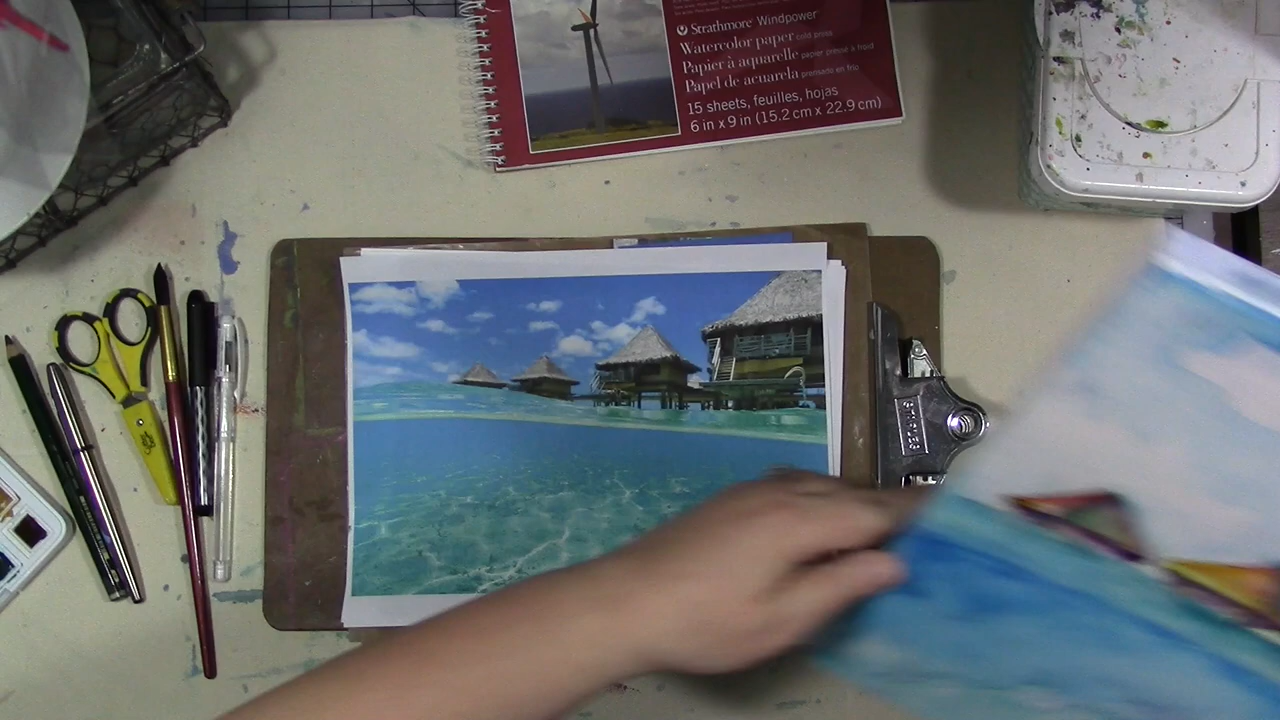 Strathmore Windpower
Watercolor paper cold press
Papier à aquarelle papier pressé à froid
Papel de acuarela prensado en frío
15 sheets, feuilles, hojas
6 in x 9 in (15.2 cm x 22.9 cm)
STAPLES